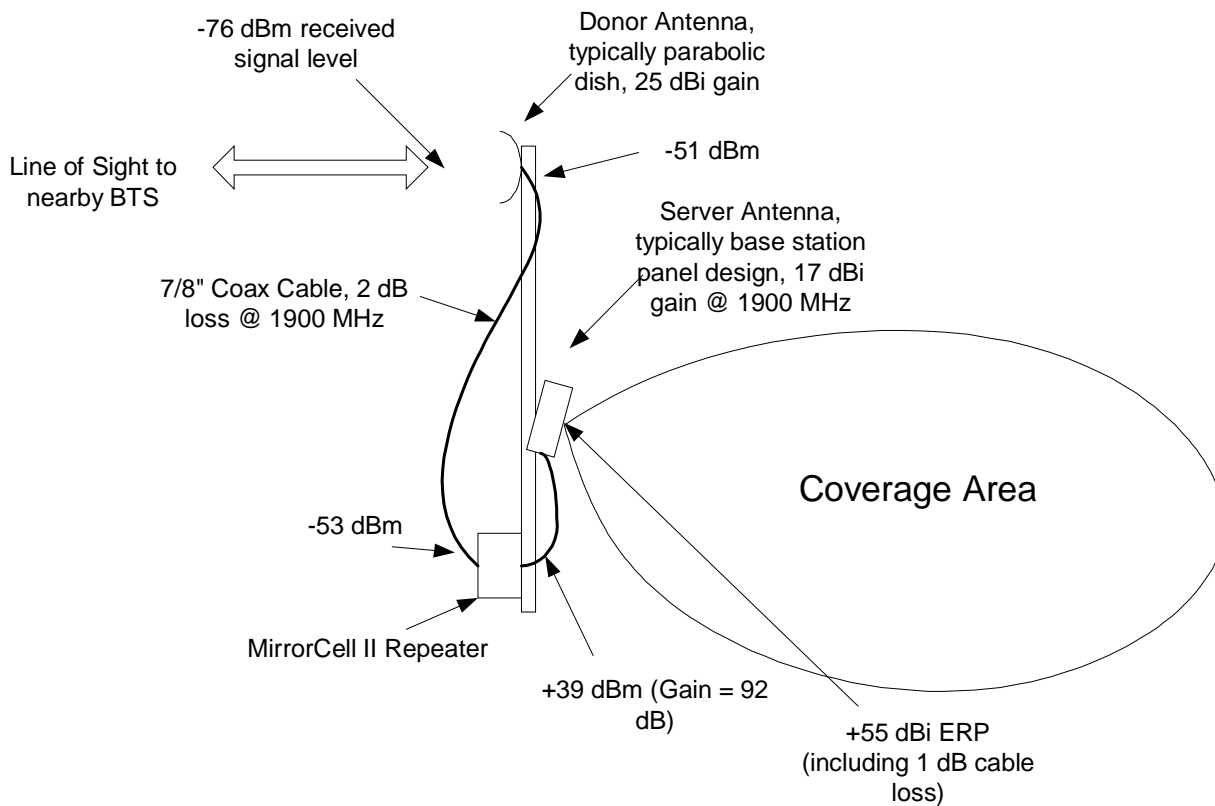 -76 dBm received
signal level
Donor Antenna,
typically parabolic
dish, 25 dBi gain
Line of Sight to
nearby BTS
-51 dBm
Server Antenna,
typically base station
panel design, 17 dBi
gain @ 1900 MHz
7/8" Coax Cable, 2 dB
loss @ 1900 MHz
Coverage Area
-53 dBm
MirrorCell II Repeater
+39 dBm (Gain = 92
dB)
+55 dBi ERP
(including 1 dB cable
loss)